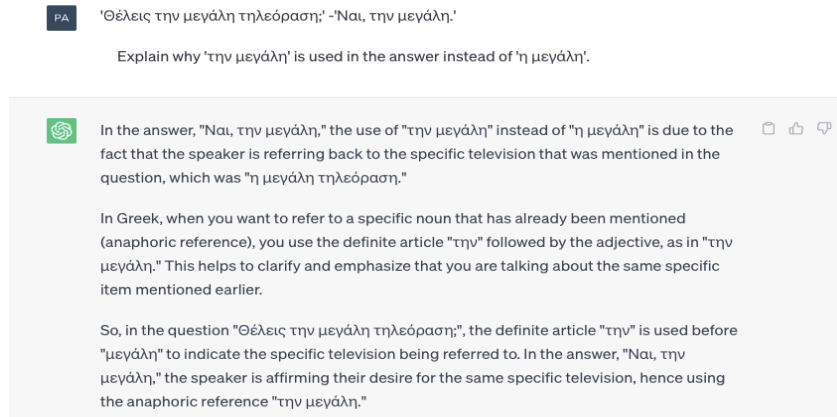 PA
'Θέλεις την μεγάλη τηλεόραση;' -'Ναι, την μεγάλη.'
Explain why 'την μεγάλη' is used in the answer instead of 'η μεγάλη'.
In the answer, "Ναι, την μεγάλη," the use of "την μεγάλη" instead of "η μεγάλη" is due to the
fact that the speaker is referring back to the specific television that was mentioned in the
question, which was "η μεγάλη τηλεόραση."
In Greek, when you want to refer to a specific noun that has already been mentioned
(anaphoric reference), you use the definite article "την" followed by the adjective, as in "την
μεγάλη." This helps to clarify and emphasize that you are talking about the same specific
item mentioned earlier.
So, in the question "Θέλεις την μεγάλη τηλεόραση;", the definite article "την" is used before
"μεγάλη" to indicate the specific television being referred to. In the answer, "Ναι, την
μεγάλη," the speaker is affirming their desire for the same specific television, hence using
the anaphoric reference "την μεγάλη."